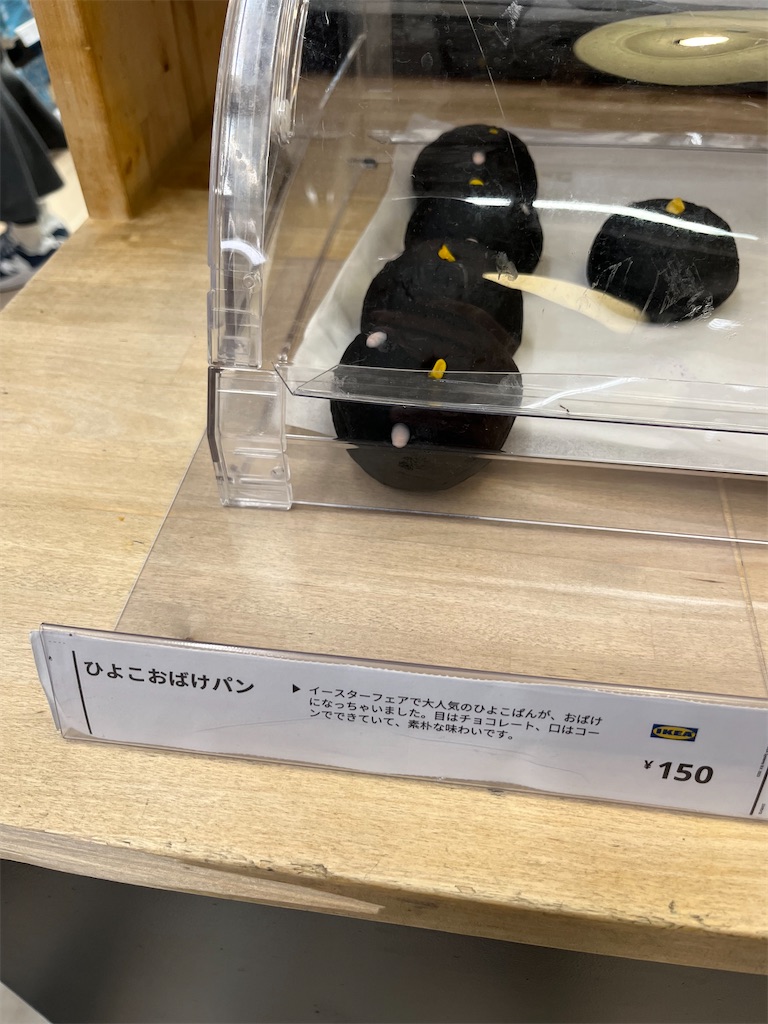 ひよこおばけパン
▶ イースターフェアで大人気のひよこぱんが、おばけ
になっちゃいました。目はチョコレート、口はコー
ンでできていて、素朴な味わいです。
IKEA
¥150